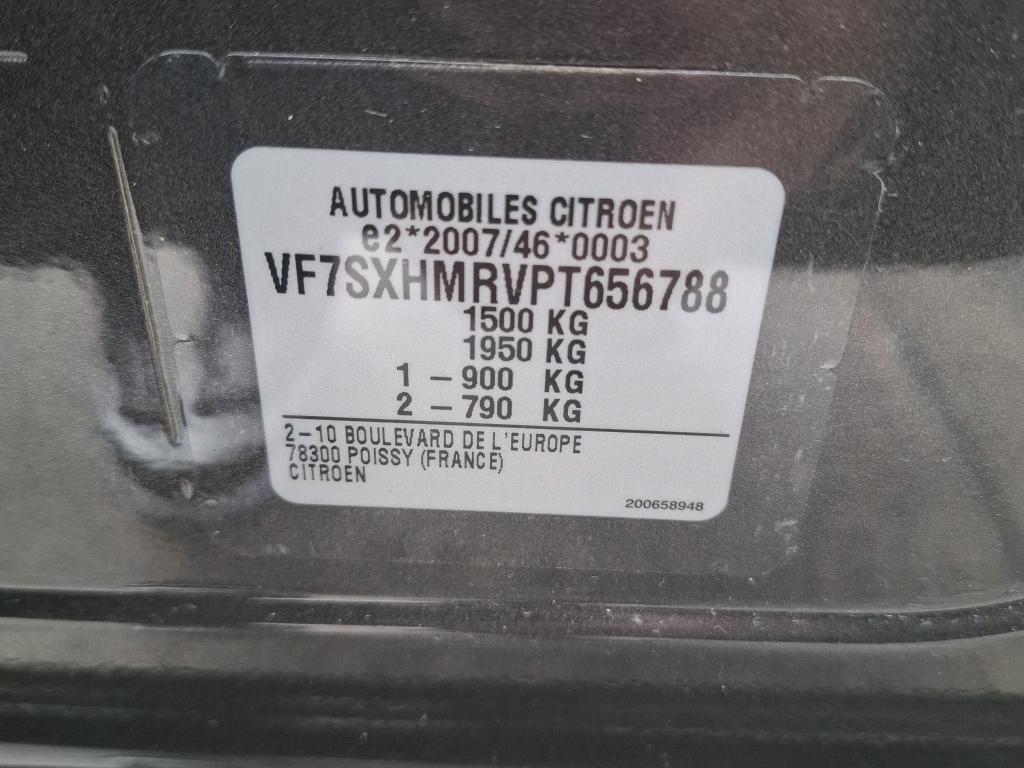 AUTOMOBILES CITROEN
e2*2007/46*0003
VF7SXHMRVPT656788
1500 KG
1950 KG
1 -900 KG
2 -790 KG
2-10 BOULEVARD DE L'EUROPE
78300 POISSY (FRANCE)
CITROEN
200658948